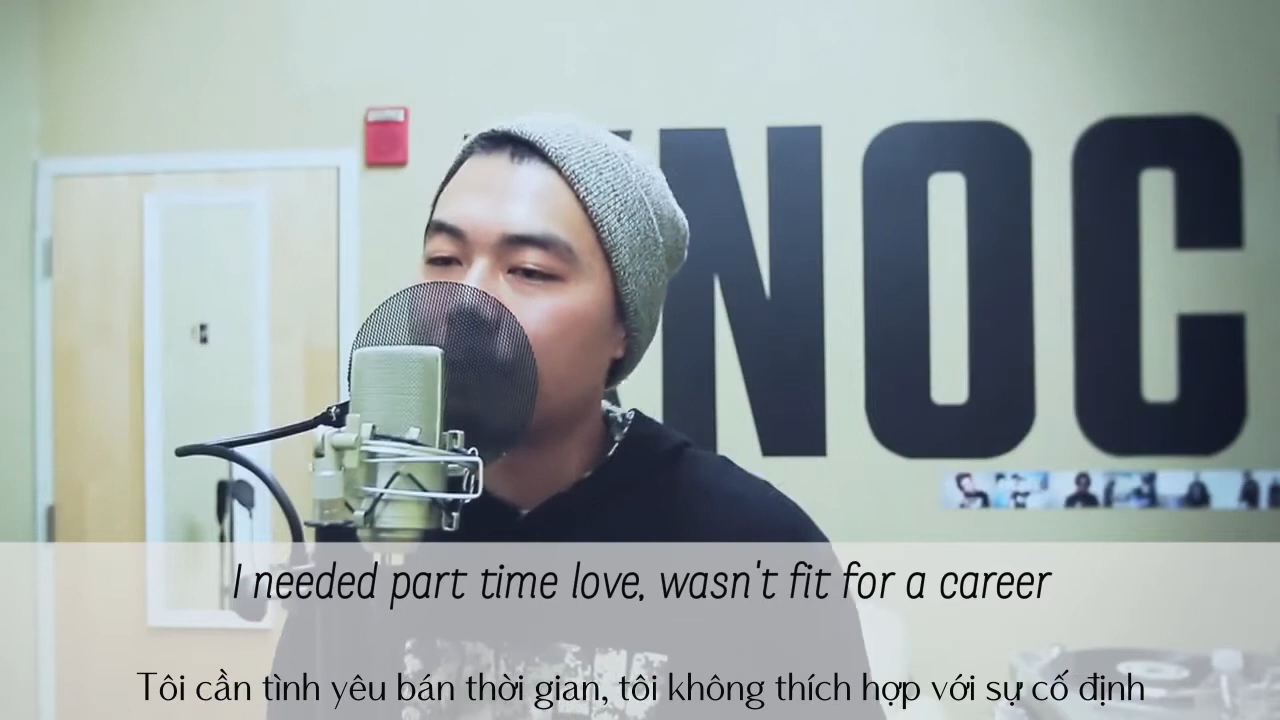 NOC
I needed part time love, wasn't fit for a career
Tôi cần tình yêu bán thời gian, tôi không thích hợp với sự cố định